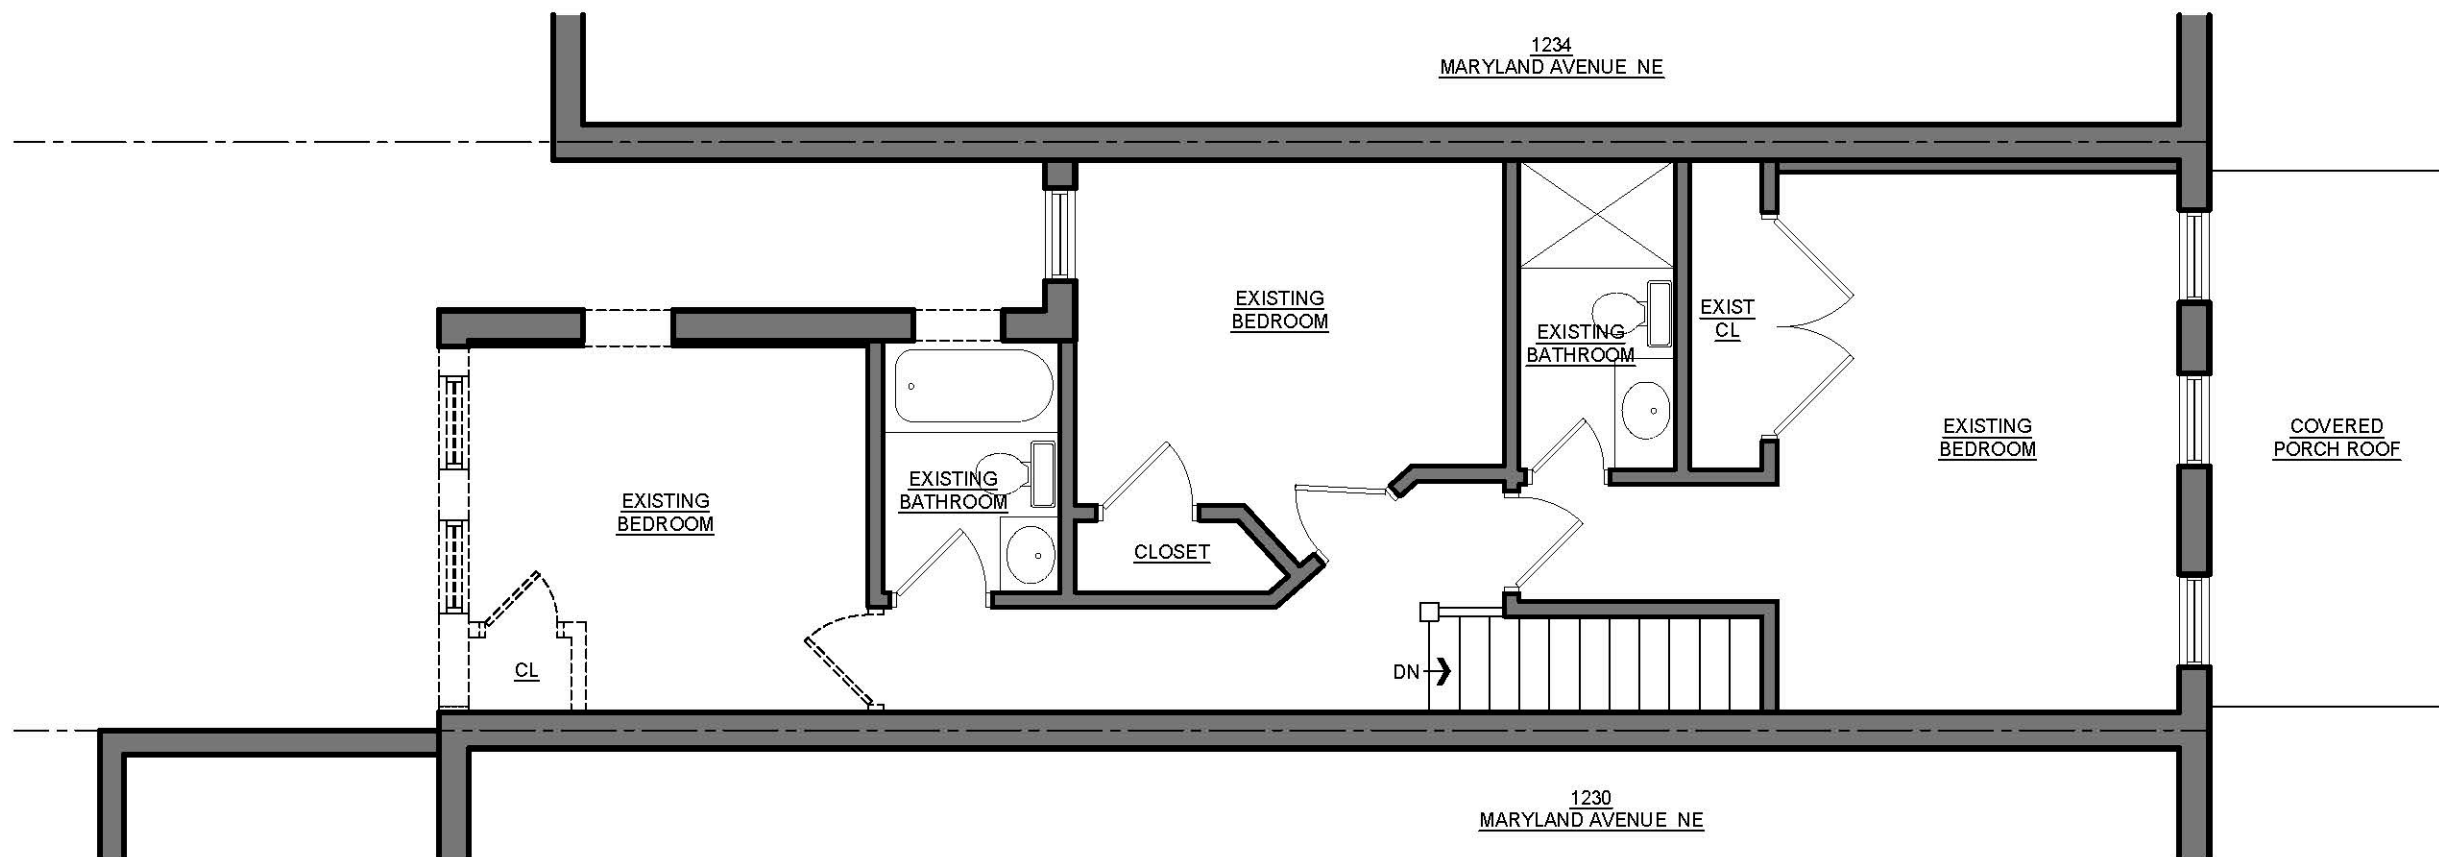 1234
MARYLAND AVENUE NE
EXISTING
BEDROOM
EXIST
CL
EXISTING
BATHROOM
EXISTING
BEDROOM
COVERED
PORCH ROOF
EXISTING
BATHROOM
EXISTING
BEDROOM
CLOSET
CL
DN
1230
MARYLAND AVENUE NE